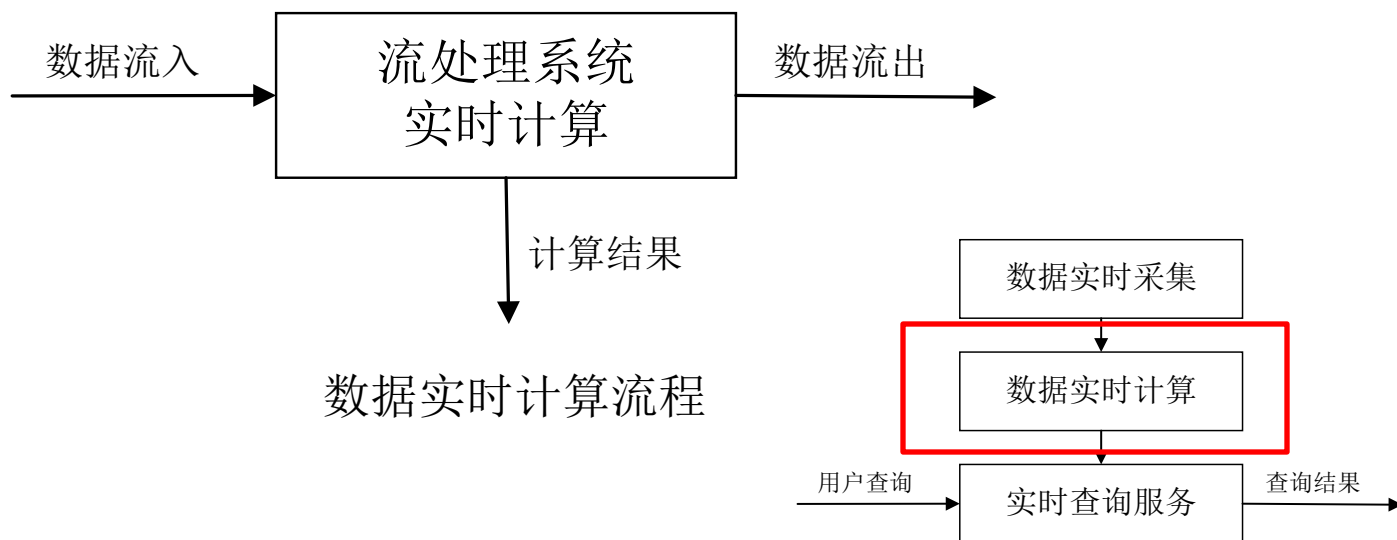 数据流入
流处理系统
实时计算
数据流出
计算结果
数据实时计算流程
数据实时采集
数据实时计算
用户查询
实时查询服务
查询结果